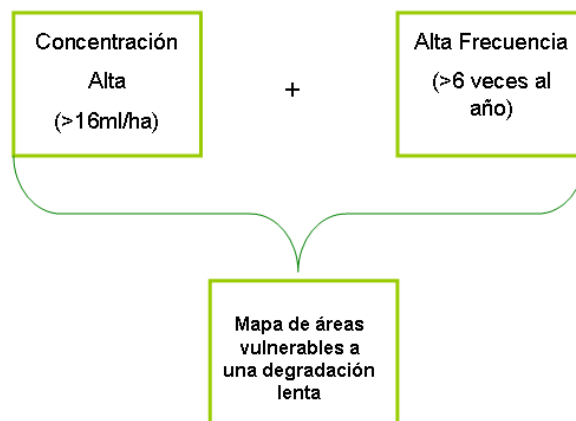 Concentración
Alta
(>16ml/ha)
+
Alta Frecuencia
(>6 veces al
año)
Mapa de áreas
vulnerables a
una degradación
lenta